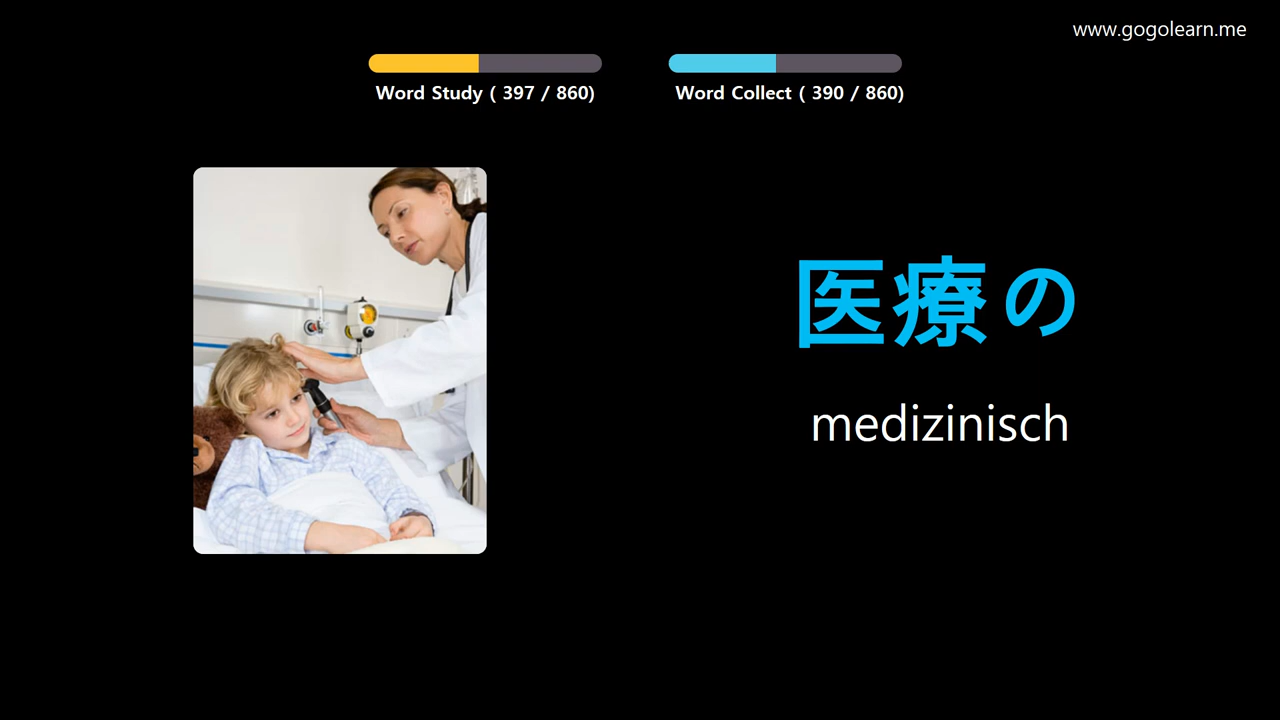 www.gogolearn.me
Word Study ( 397 / 860)
Word Collect ( 390 / 860)
医療の
medizinisch